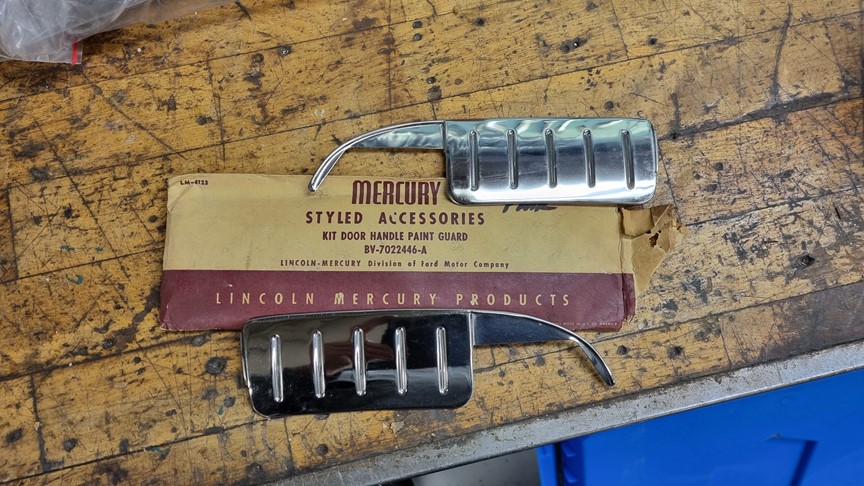 LM-4123
MERCURY
STYLED ACCESSORIES
KIT DOOR HANDLE PAINT GUARD
BV-7022446-A
LINCOLN-MERCURY Division of Ford Motor Company
LINCOLN MERCURY PRODUCTS